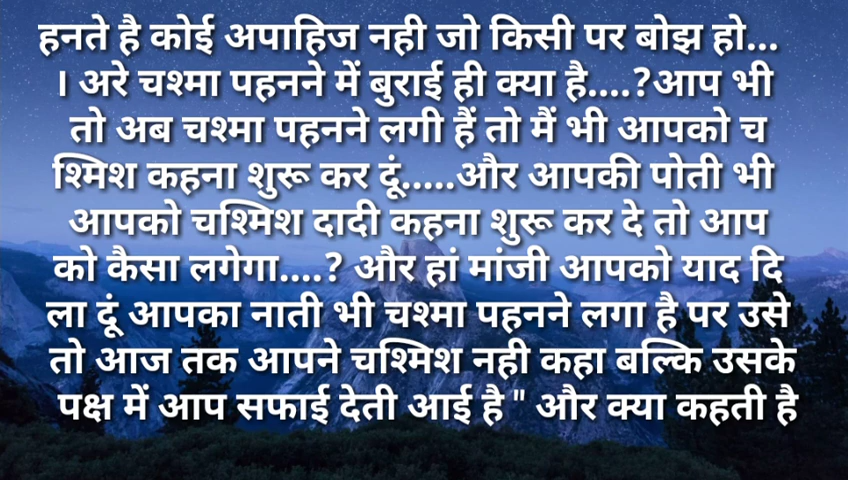 हनते है कोई अपाहिज नही जो किसी पर बोझ हो...
। अरे चश्मा पहनने में बुराई ही क्या है....?आप भी
तो अब चश्मा पहनने लगी हैं तो मैं भी आपको च
श्मिश कहना शुरू कर दूं.....और आपकी पोती भी
आपको चश्मिश दादी कहना शुरू कर दे तो आप
को कैसा लगेगा....? और हां मांजी आपको याद दि
ला दूं आपका नाती भी चश्मा पहनने लगा है पर उसे
तो आज तक आपने चश्मिश नही कहा बल्कि उसके
पक्ष में आप सफाई देती आई है " और क्या कहती है